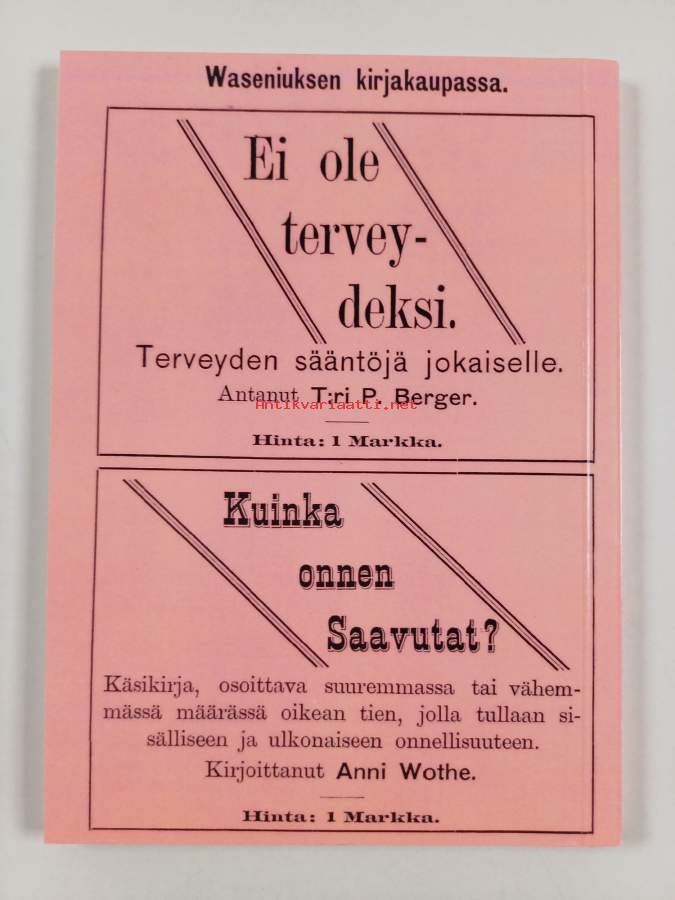 Waseniuksen kirjakaupassa.
Ei ole
tervey-
deksi.
Terveyden sääntöjä jokaiselle.
Antanut T:ri P. Berger.
Antikvariaatti.net
Hinta: 1 Markka.
Kuinka
onnen
Saavutat?
Käsikirja, osoittava suuremmassa tai vähem-
mässä määrässä oikean tien, jolla tullaan si-
sälliseen ja ulkonaiseen onnellisuuteen.
Kirjoittanut Anni Wothe.
Hinta: 1 Markka.